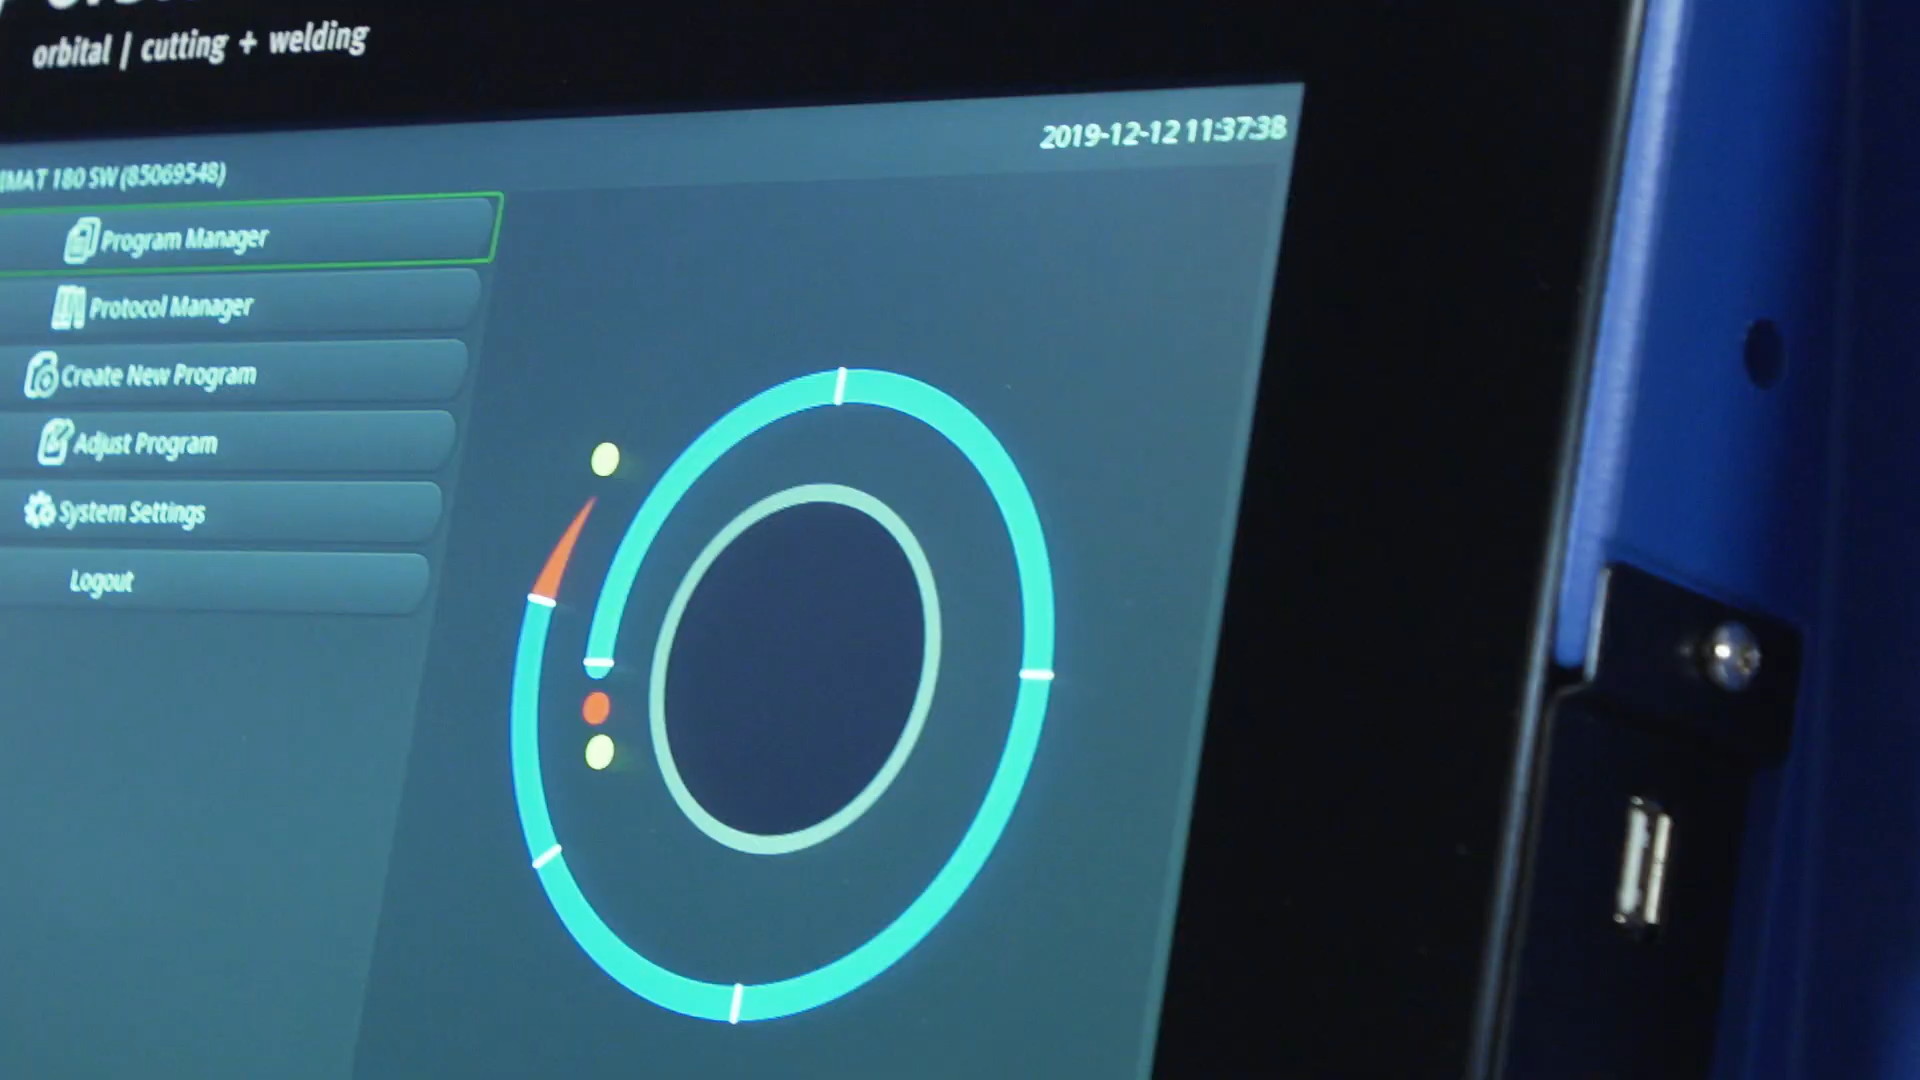 orbital | cutting + welding
2019-12-12 11:37:38
IMAT 180 SW (85069548)
Program Manager
Protocol Manager
Create New Program
Adjust Program
System Settings
Logout